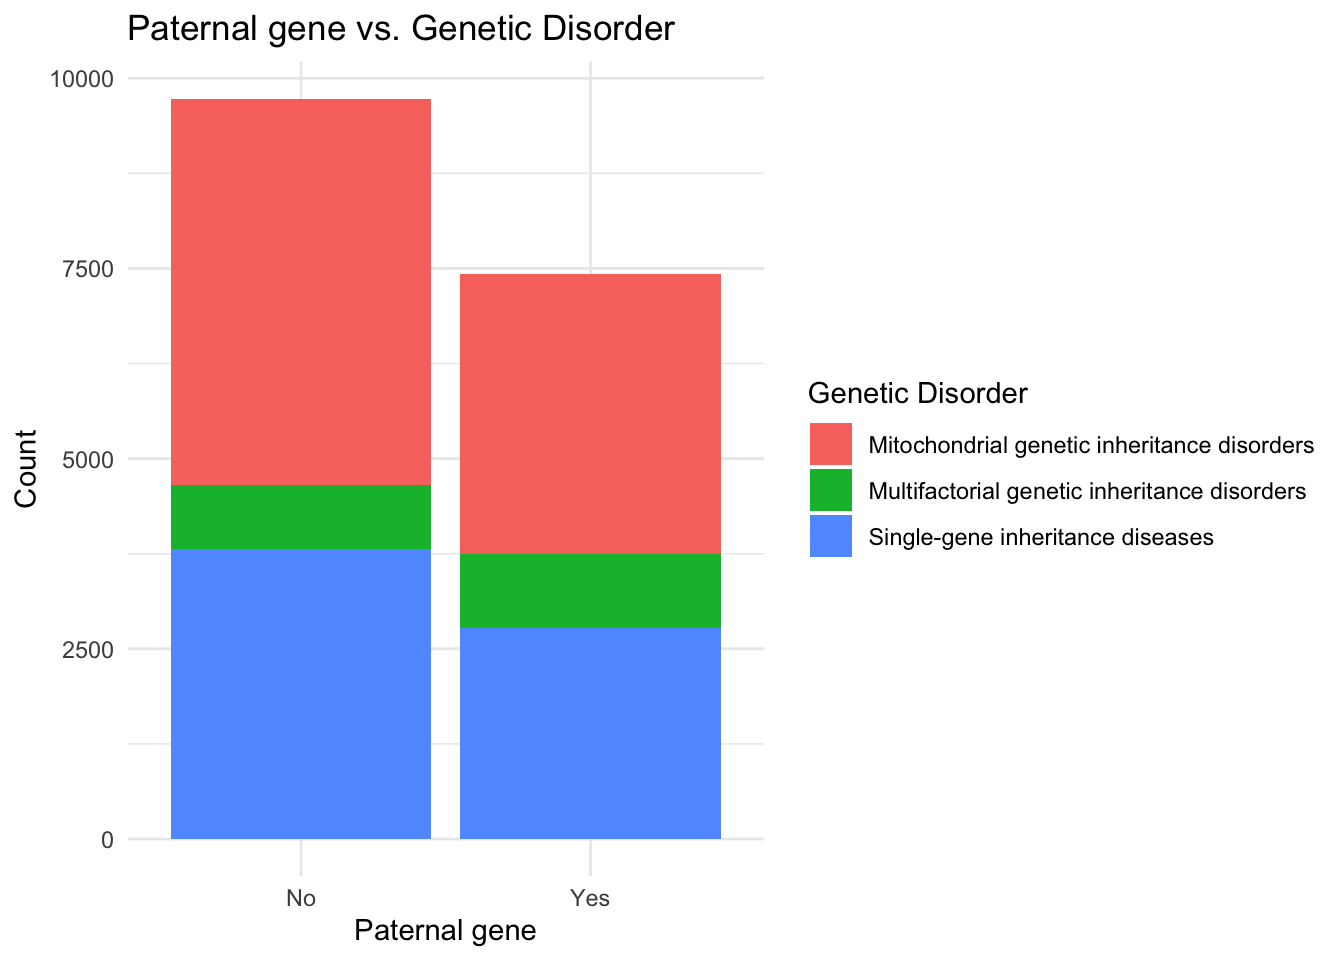 Paternal gene vs. Genetic Disorder
10000
7500
5000
2500
0
Count
No
Yes
Paternal gene
Genetic Disorder
Mitochondrial genetic inheritance disorders
Multifactorial genetic inheritance disorders
Single-gene inheritance diseases